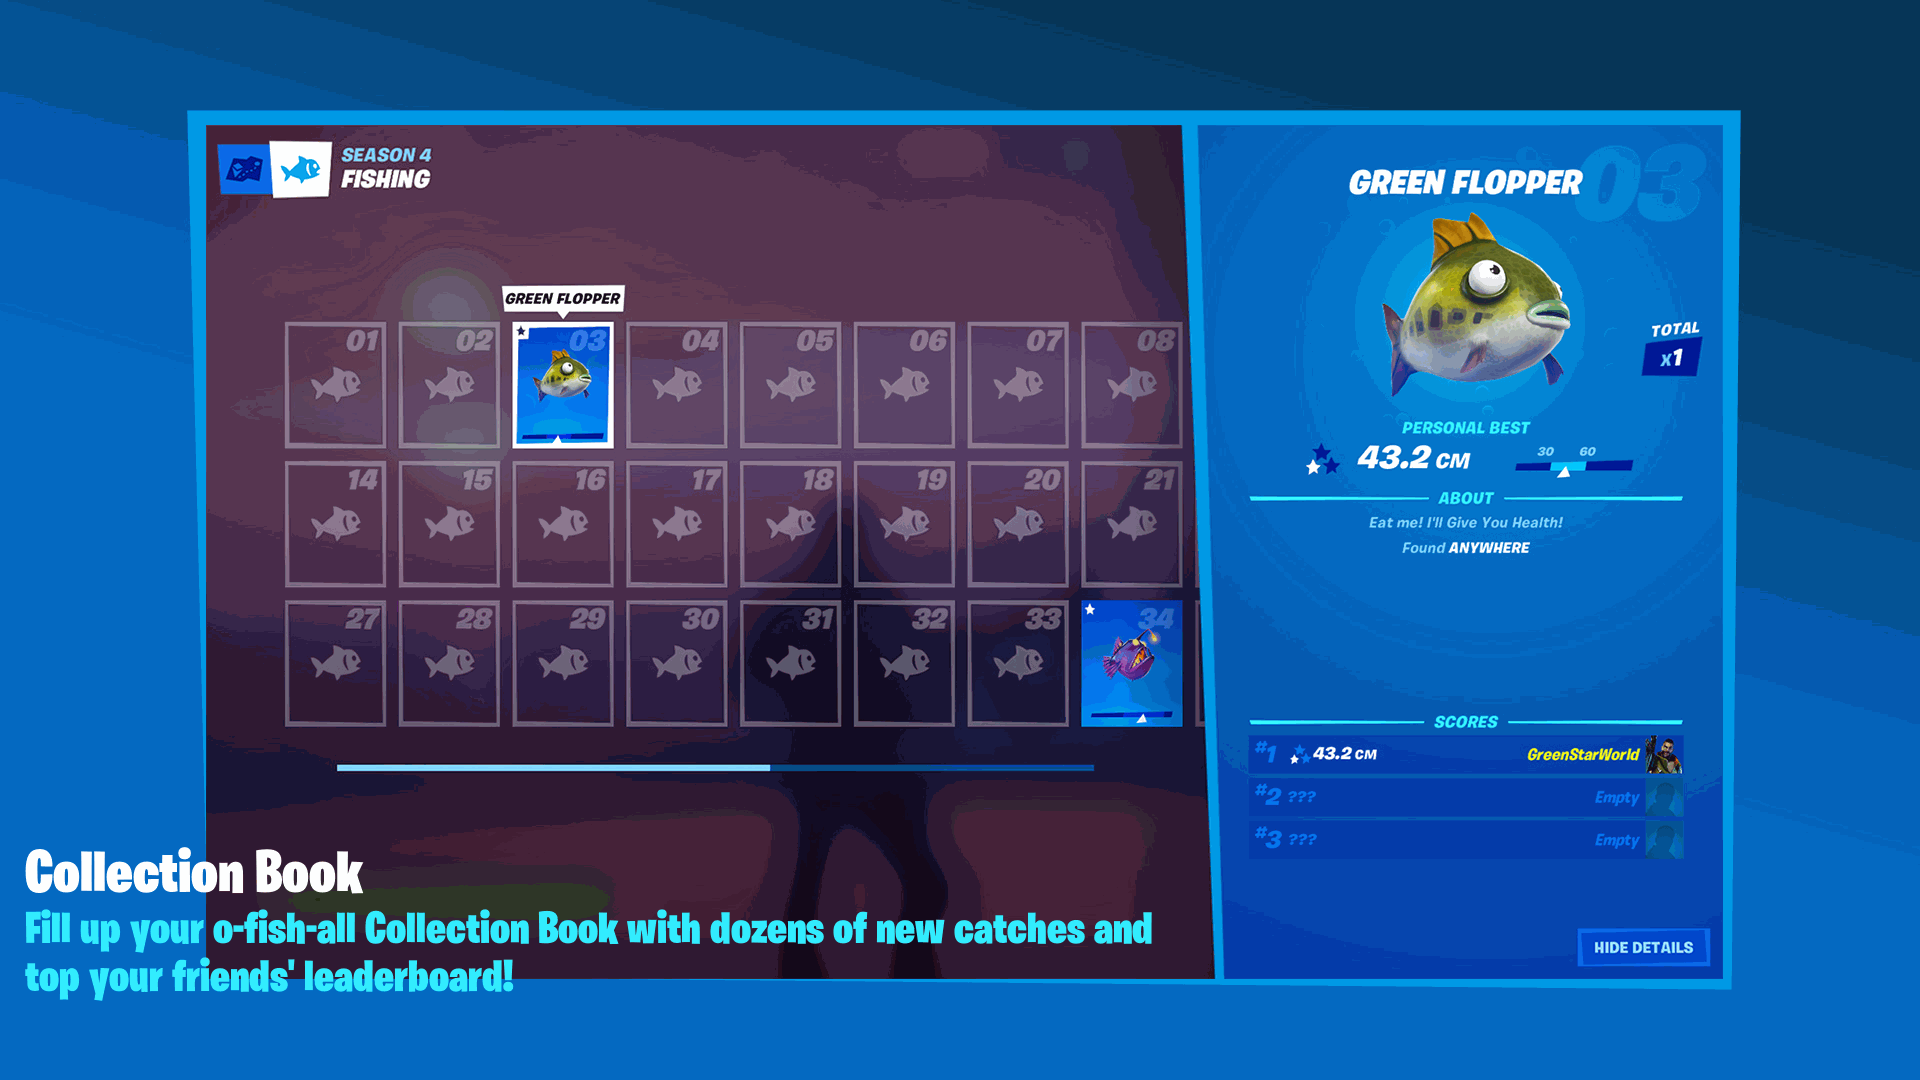 SEASON 4
FISHING
GREEN FLOPPER
01 02 03 04 05 06 07 08
14 15 16 17 18 19 20 21
27 28 29 30 31 32 33 34
GREEN FLOPPER 03
TOTAL
x1
PERSONAL BEST
43.2 CM
30 60
ABOUT
Eat me! I'll Give You Health!
Found ANYWHERE
SCORES
#1 43.2 CM GreenStarWorld
#2 ??? Empty
#3 ??? Empty
HIDE DETAILS
Collection Book
Fill up your o-fish-all Collection Book with dozens of new catches and
top your friends' leaderboard!